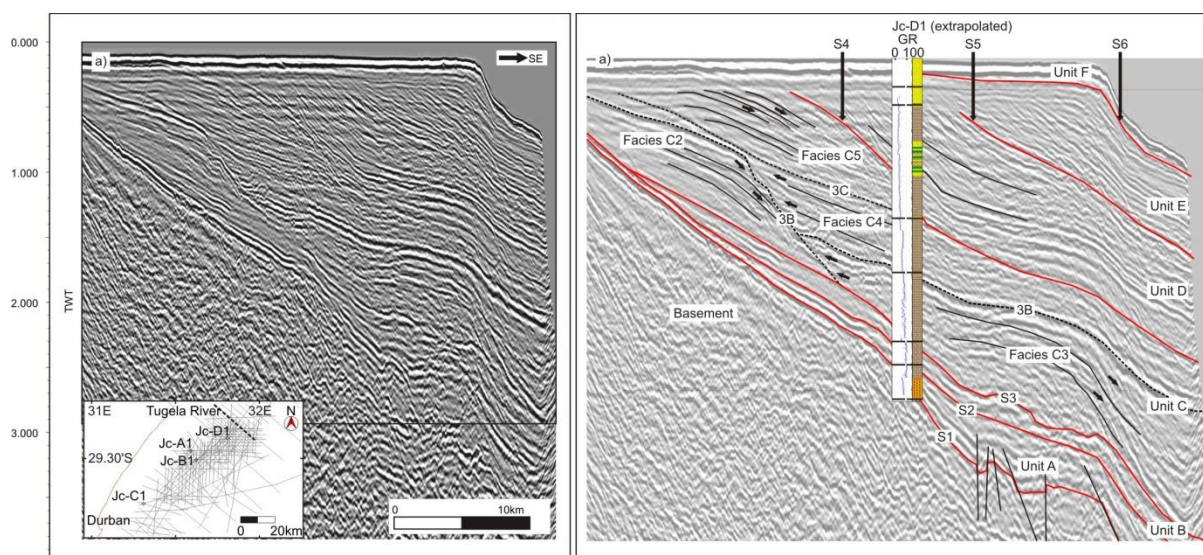 0.000
1.000
2.000
3.000
TWT
a)
SE
31E
Tugela River
32E
N
Jc-D1
Jc-A1
29.30'S
Jc-B1
Jc-C1
Durban
0
20km
0
10km
Jc-D1 (extrapolated)
GR
0 100
a)
S4
S5
S6
Unit F
Facies C2
Facies C5
3C
3B
Facies C4
Unit E
Unit D
3B
Basement
Facies C3
Unit C
S3
S2
S1
Unit A
Unit B